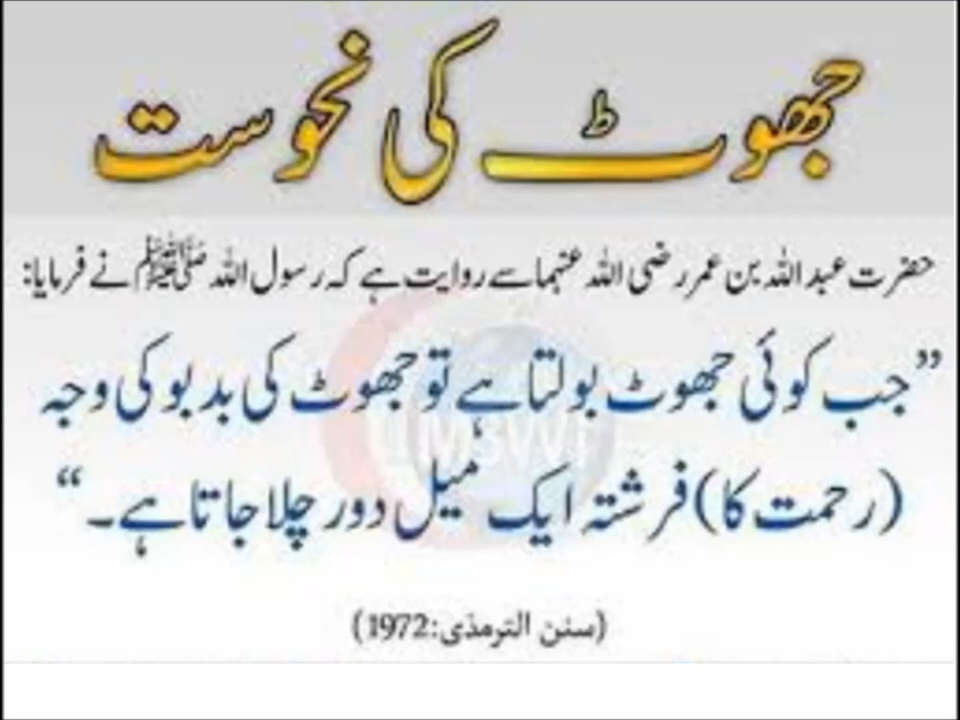 جھوٹ کی نحوست
حضرت عبد اللہ بن عمر رضی اللہ عنہما سے روایت ہے کہ رسول اللہ ﷺ نے فرمایا:
”جب کوئی جھوٹ بولتا ہے تو جھوٹ کی بدبو کی وجہ
(رحمت کا) فرشتہ ایک میل دور چلا جاتا ہے۔“
(سنن الترمذی:1972)